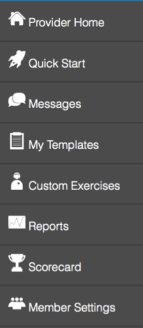 Provider Home
Quick Start
Messages
My Templates
Custom Exercises
Reports
Scorecard
Member Settings